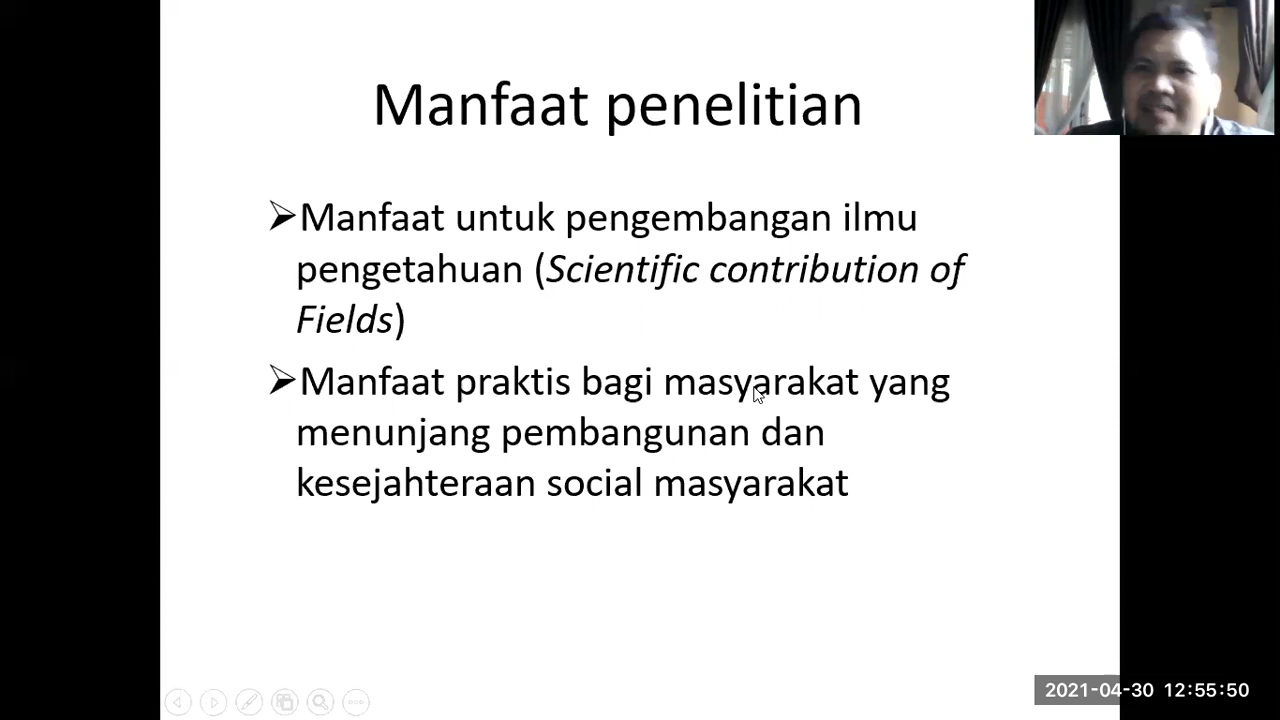 Manfaat penelitian
➢Manfaat untuk pengembangan ilmu
pengetahuan (Scientific contribution of
Fields)
➢Manfaat praktis bagi masyarakat yang
menunjang pembangunan dan
kesejahteraan social masyarakat
2021-04-30 12:55:50